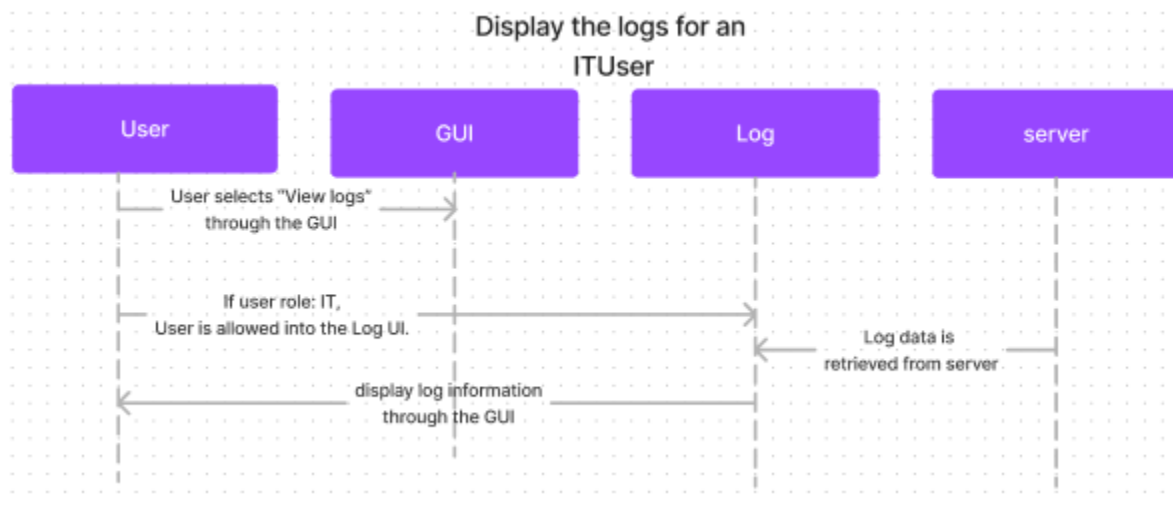 Display the logs for an
ITUser
User
GUI
Log
server
User selects "View logs"
through the GUI
If user role: IT,
User is allowed into the Log UI.
Log data is
retrieved from server
display log information
through the GUI